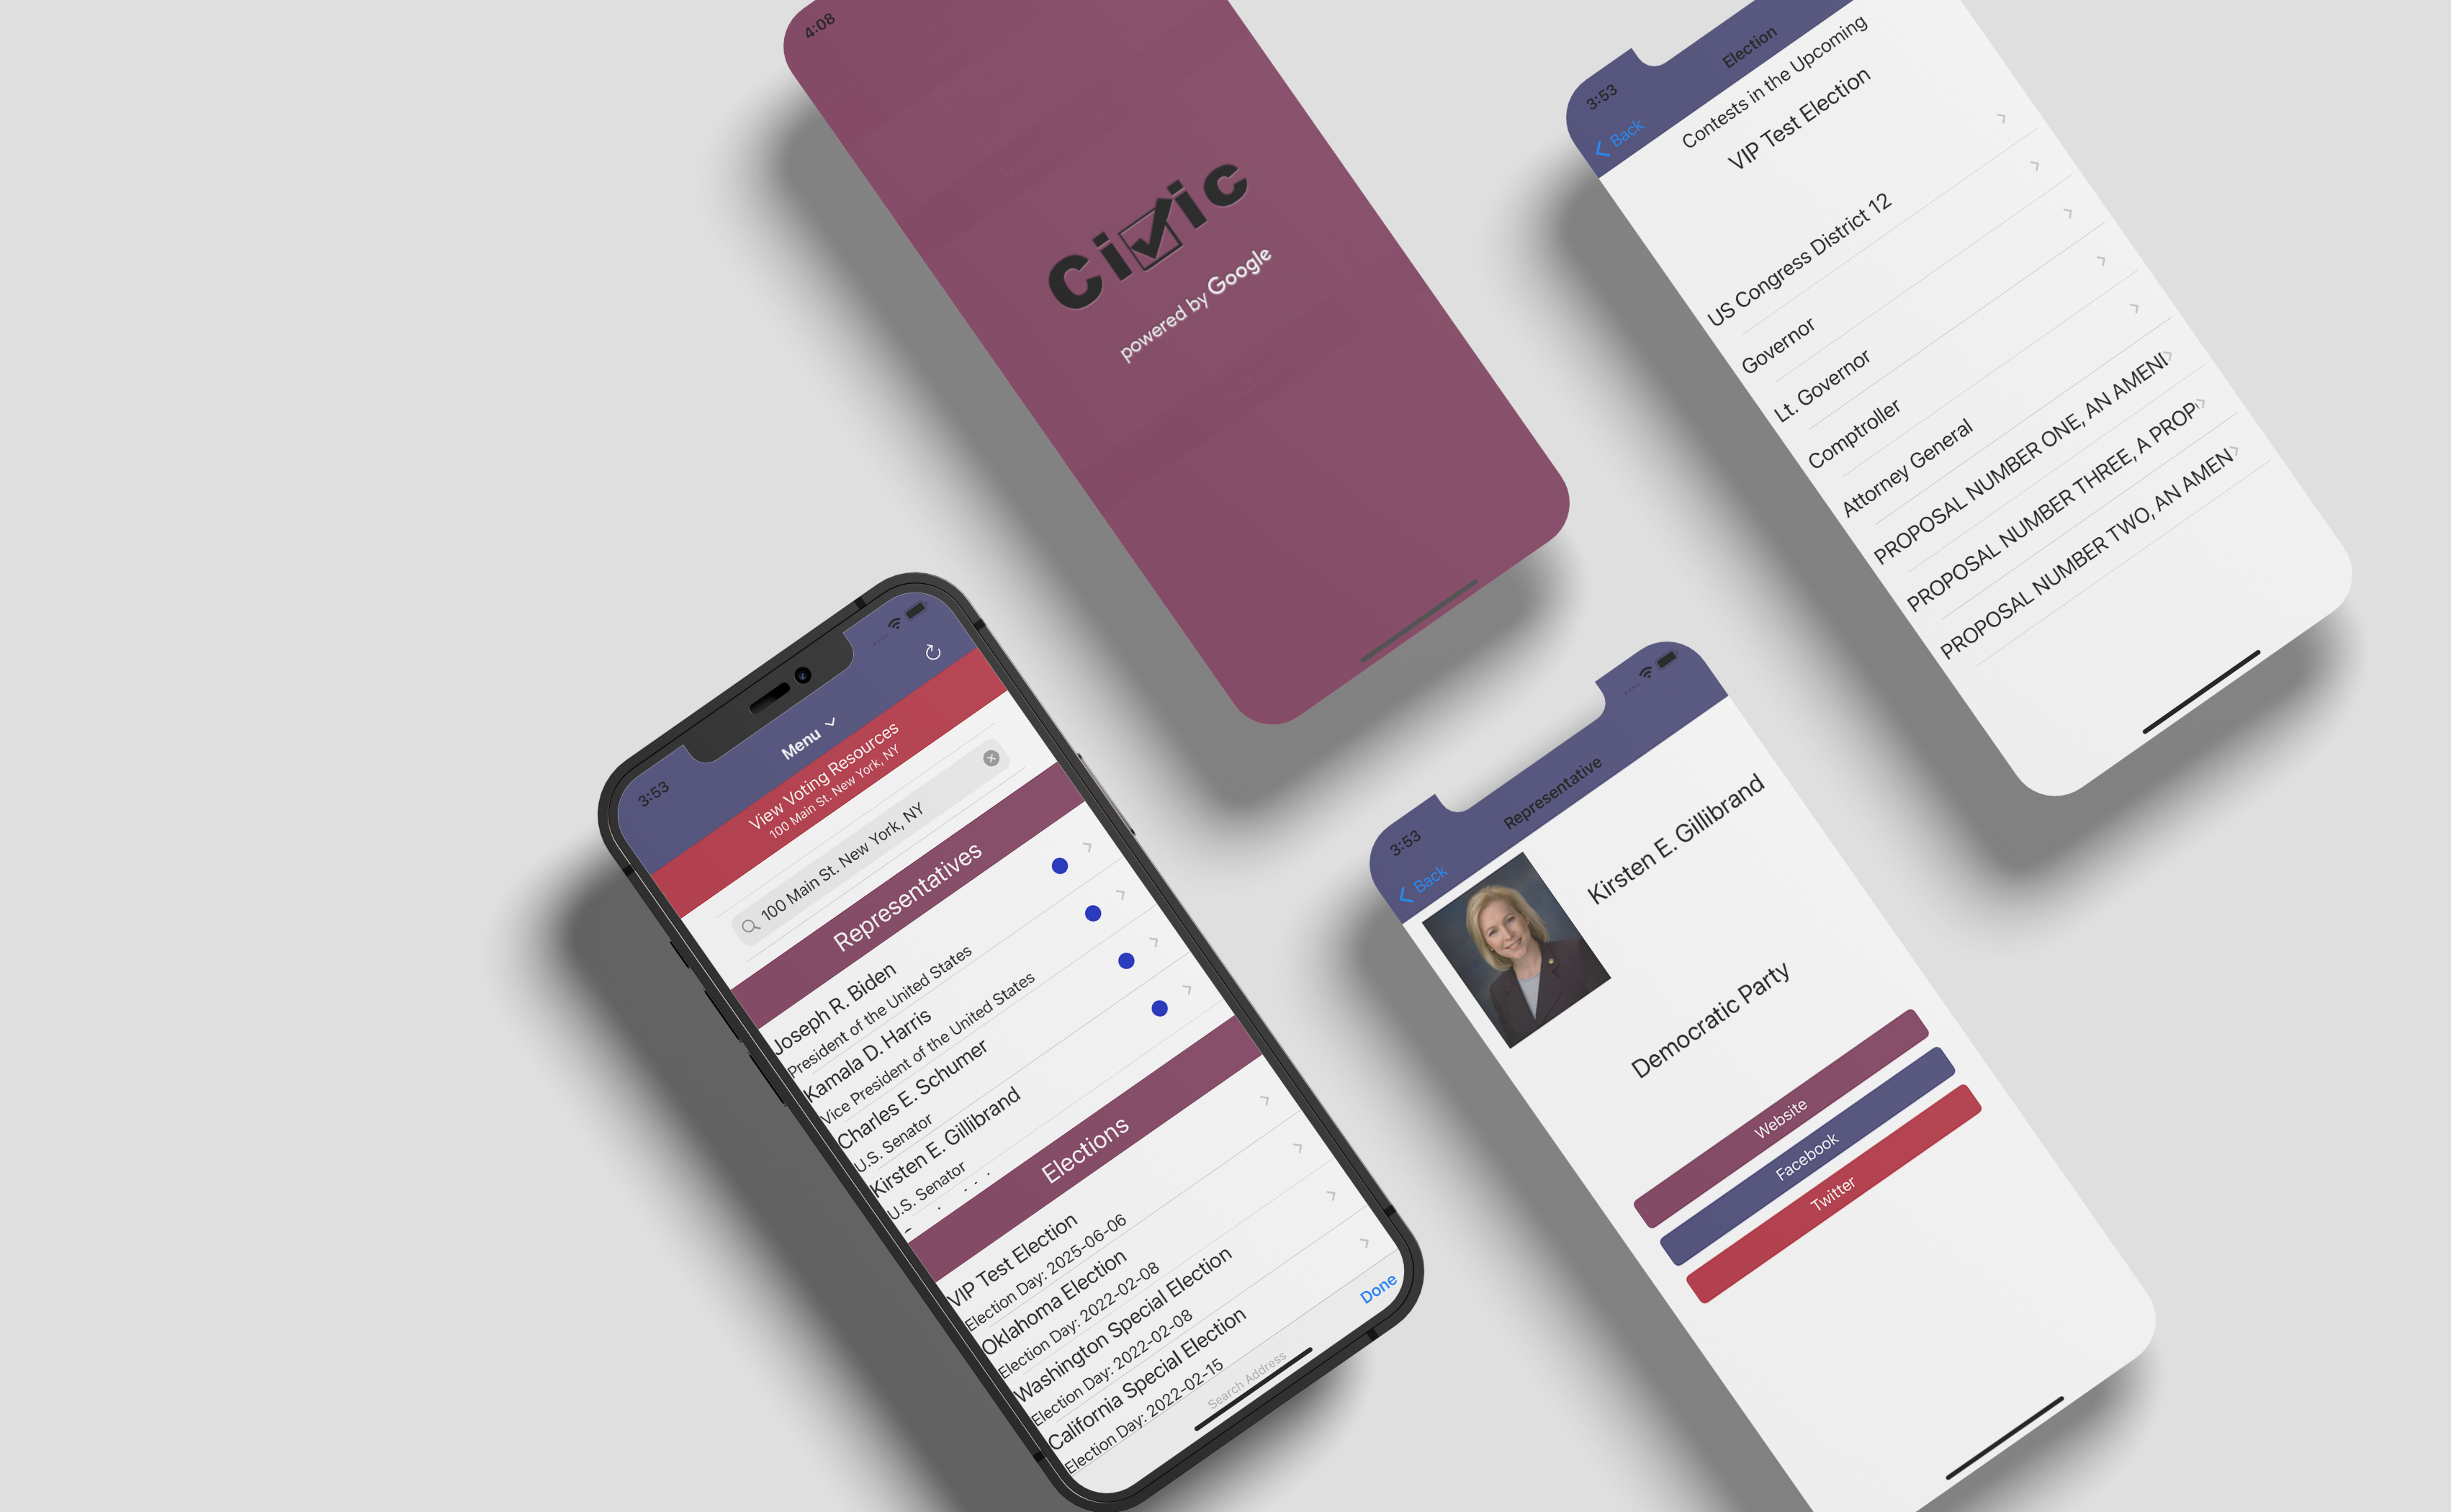 4:08
Civic
powered by Google
3:53
Election
Back
Contests in the Upcoming
VIP Test Election
US Congress District 12
Governor
Lt. Governor
Comptroller
Attorney General
PROPOSAL NUMBER ONE, AN AMEN
PROPOSAL NUMBER THREE, A PROP
PROPOSAL NUMBER TWO, AN AMEN
3:53
Menu
View Voting Resources
100 Main St. New York, NY
100 Main St. New York, NY
Representatives
Joseph R. Biden
President of the United States
Kamala D. Harris
Vice President of the United States
Charles E. Schumer
U.S. Senator
Kirsten E. Gillibrand
U.S. Senator
Elections
VIP Test Election
Election Day: 2025-06-06
Oklahoma Election
Election Day: 2022-02-08
Washington Special Election
Election Day: 2022-02-08
California Special Election
Election Day: 2022-02-15
Done
Search Address
3:53
Representative
Back
Kirsten E. Gillibrand
Democratic Party
Website
Facebook
Twitter